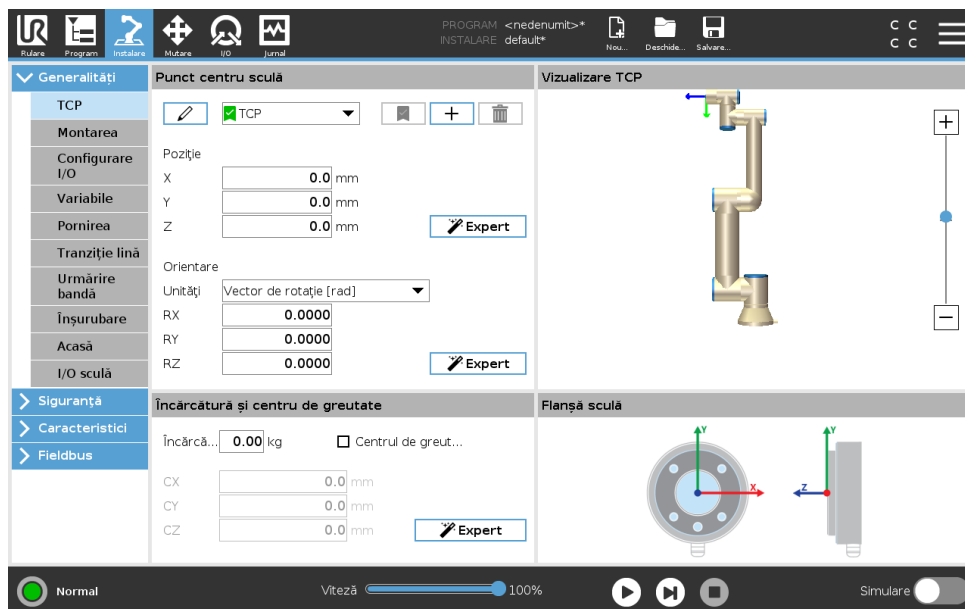 PROGRAM <nedenumit>*
INSTALARE default*
Rulare Program Instalare Mutare I/O Jurnal Nou... Deschide... Salvare...
C C
C C
Generalități
TCP
Montarea
Configurare
I/O
Variabile
Pornirea
Tranziție lină
Urmărire
bandă
Înșurubare
Acasă
I/O sculă
Siguranță
Caracteristici
Fieldbus
Punct centru sculă
TCP
Poziție
X 0.0 mm
Y 0.0 mm
Z 0.0 mm Expert
Orientare
Unități Vector de rotație [rad]
RX 0.0000
RY 0.0000
RZ 0.0000 Expert
Încărcătură și centru de greutate
Încărcă... 0.00 kg Centrul de greut...
CX 0.0 mm
CY 0.0 mm
CZ 0.0 mm Expert
Vizualizare TCP
Flanșă sculă
Y
X
Y
Z
Normal Viteză 100% Simulare